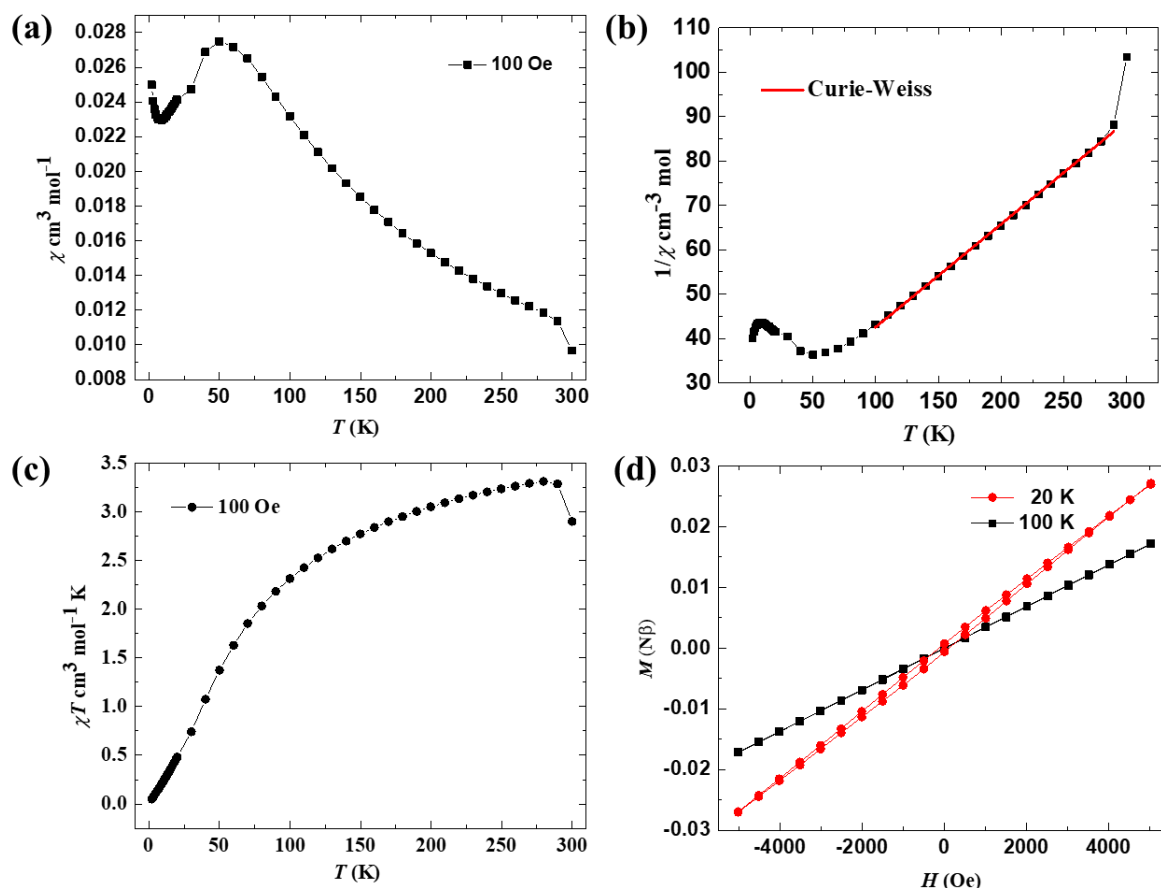 (a)
0.028
0.026
0.024
0.022
0.020
0.018
0.016
0.014
0.012
0.010
0.008
χ cm³ mol⁻¹
100 Oe
0 50 100 150 200 250 300
T (K)
(b)
110
100
90
80
70
60
50
40
30
1/χ cm⁻³ mol
Curie-Weiss
0 50 100 150 200 250 300
T (K)
(c)
3.5
3.0
2.5
2.0
1.5
1.0
0.5
0.0
χT cm³ mol⁻¹ K
100 Oe
0 50 100 150 200 250 300
T (K)
(d)
0.03
0.02
0.01
0.00
-0.01
-0.02
-0.03
M (Nβ)
20 K
100 K
-4000 -2000 0 2000 4000
H (Oe)